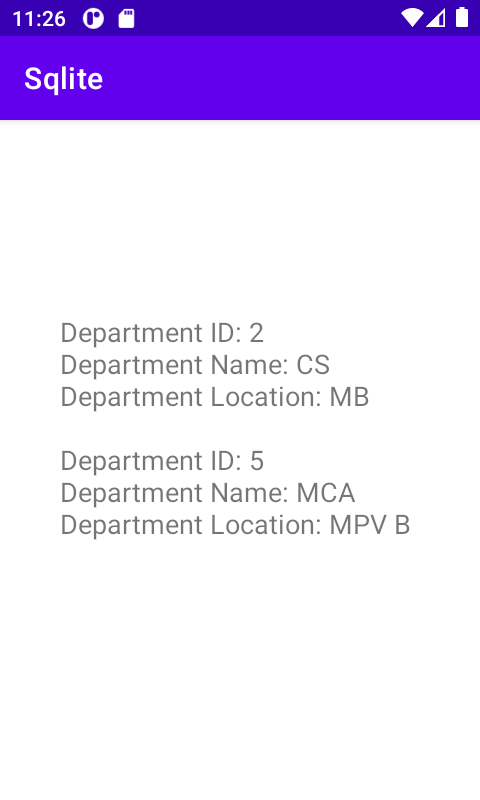 11:26
Sqlite
Department ID: 2
Department Name: CS
Department Location: MB
Department ID: 5
Department Name: MCA
Department Location: MPV B